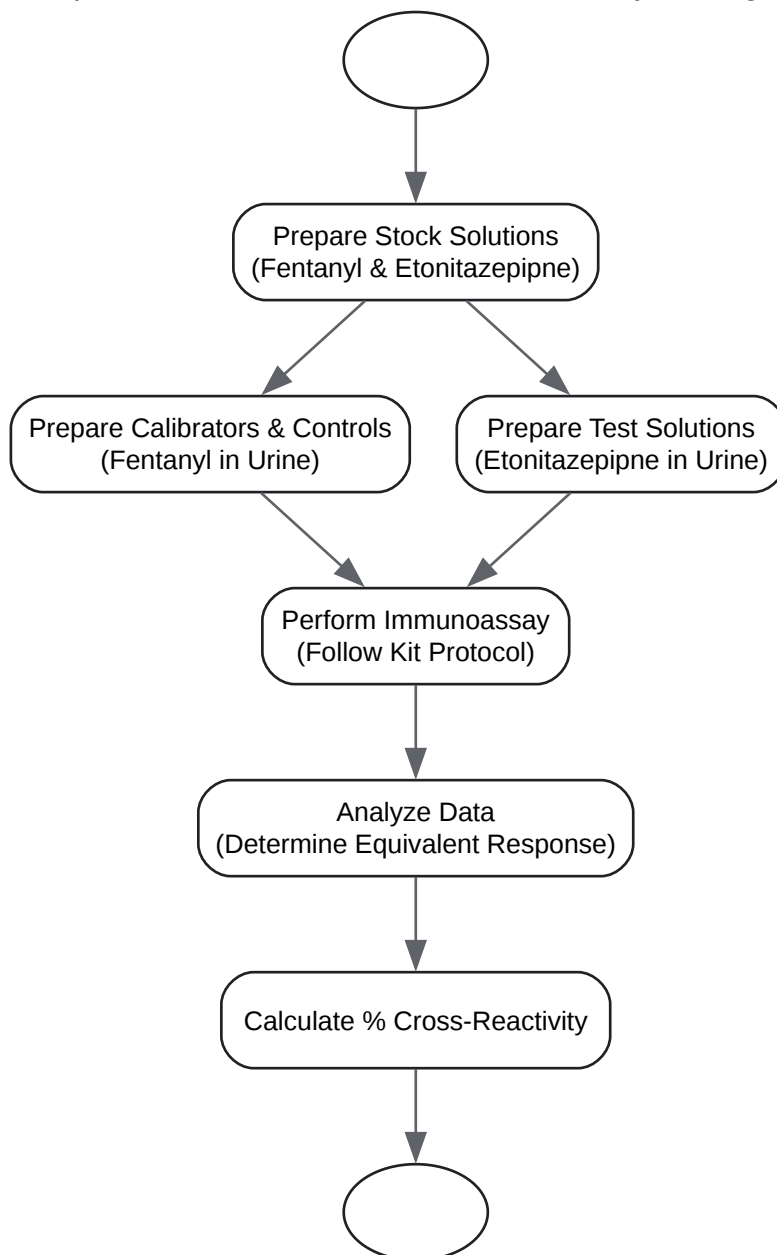 Prepare Stock Solutions
(Fentanyl & Etonitazepipne)
Prepare Calibrators & Controls
(Fentanyl in Urine)
Prepare Test Solutions
(Etonitazepipne in Urine)
Perform Immunoassay
(Follow Kit Protocol)
Analyze Data
(Determine Equivalent Response)
Calculate % Cross-Reactivity